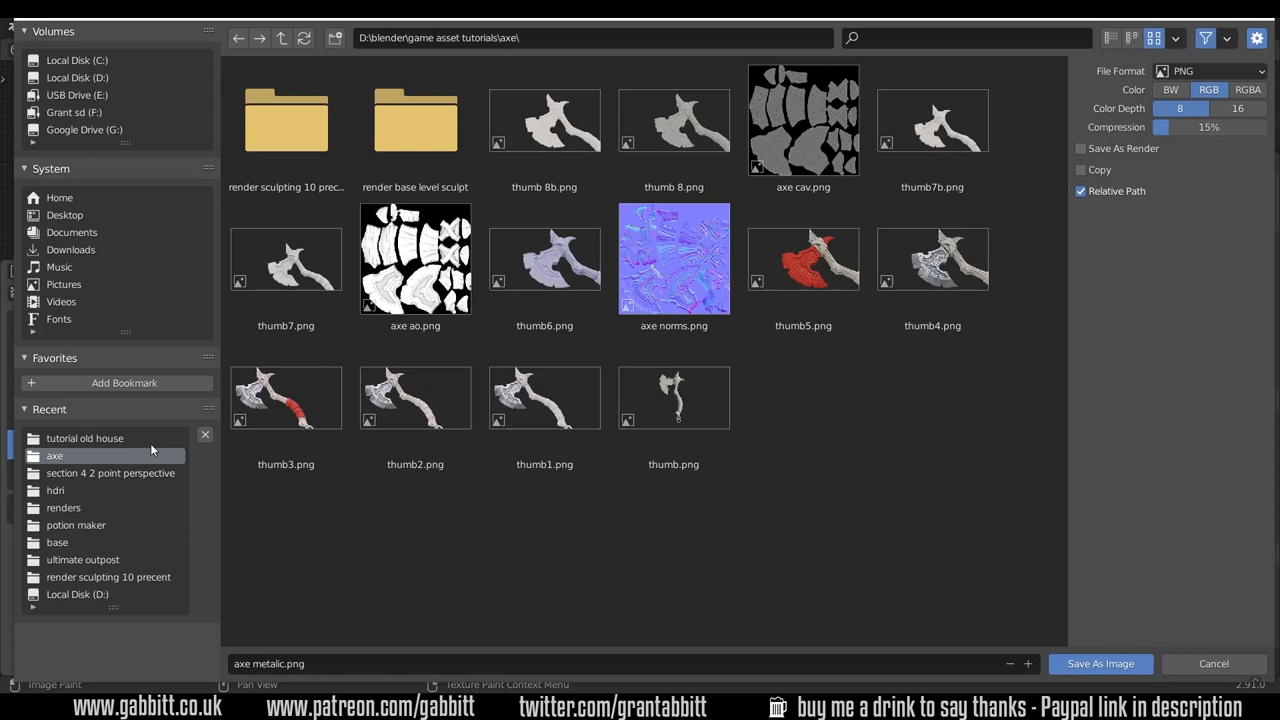 Volumes
Local Disk (C:)
Local Disk (D:)
USB Drive (E:)
Grant sd (F:)
Google Drive (G:)
System
Home
Desktop
Documents
Downloads
Music
Pictures
Videos
Fonts
Favorites
Add Bookmark
Recent
tutorial old house
axe
section 4 2 point perspective
hdri
renders
potion maker
base
ultimate outpost
render sculpting 10 precent
Local Disk (D:)
D:\blender\game asset tutorials\axe\
render sculpting 10 prec...
render base level sculpt
thumb 8b.png
thumb 8.png
axe cav.png
thumb7b.png
thumb7.png
axe ao.png
thumb6.png
axe norms.png
thumb5.png
thumb4.png
thumb3.png
thumb2.png
thumb1.png
thumb.png
File Format PNG
Color BW RGB RGBA
Color Depth 8 16
Compression 15%
Save As Render
Copy
Relative Path
axe metalic.png
Save As Image
Cancel
Image Paint
Pan View
Texture Paint Context Menu
2.91.0
www.gabbitt.co.uk www.patreon.com/gabbitt twitter.com/grantabbitt buy me a drink to say thanks - Paypal link in description